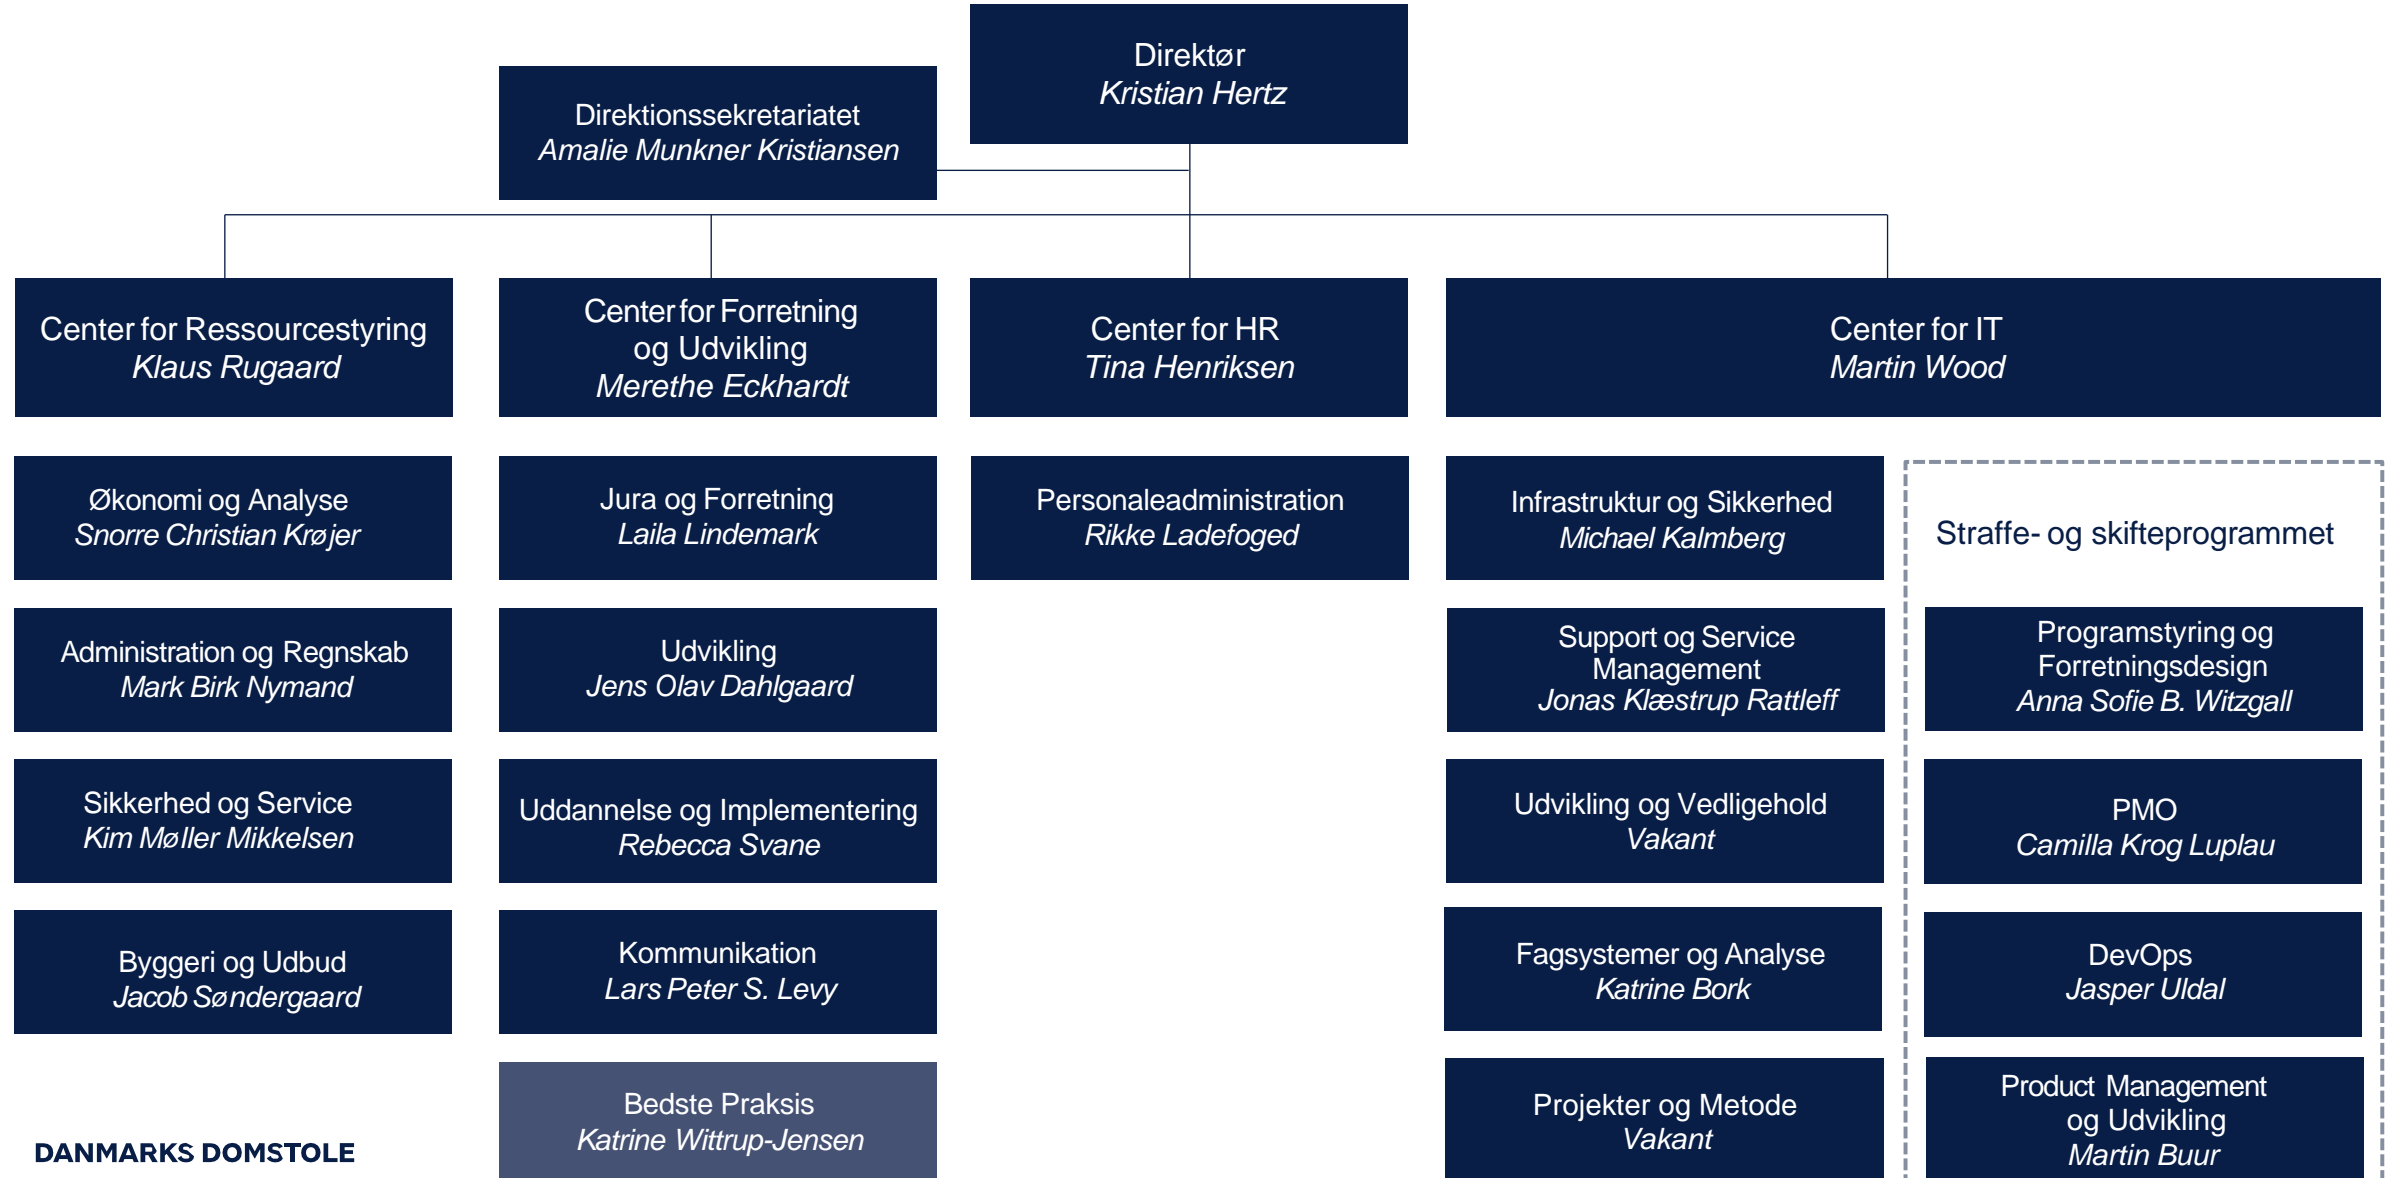 Direktør
Kristian Hertz
Direktionssekretariatet
Amalie Munkner Kristiansen
Center for Ressourcestyring
Klaus Rugaard
Center for Forretning
og Udvikling
Merethe Eckhardt
Center for HR
Tina Henriksen
Center for IT
Martin Wood
Økonomi og Analyse
Snorre Christian Krøjer
Administration og Regnskab
Mark Birk Nymand
Sikkerhed og Service
Kim Møller Mikkelsen
Byggeri og Udbud
Jacob Søndergaard
Jura og Forretning
Laila Lindemark
Udvikling
Jens Olav Dahlgaard
Uddannelse og Implementering
Rebecca Svane
Kommunikation
Lars Peter S. Levy
Bedste Praksis
Katrine Wittrup-Jensen
Personaleadministration
Rikke Ladefoged
Infrastruktur og Sikkerhed
Michael Kalmberg
Support og Service
Management
Jonas Klæstrup Rattleff
Udvikling og Vedligehold
Vakant
Fagsystemer og Analyse
Katrine Bork
Projekter og Metode
Vakant
Straffe- og skifteprogrammet
Programstyring og
Forretningsdesign
Anna Sofie B. Witzgall
PMO
Camilla Krog Luplau
DevOps
Jasper Uldal
Product Management
og Udvikling
Martin Buur
DANMARKS DOMSTOLE